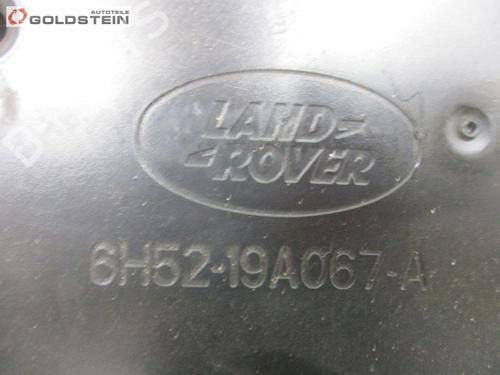 AUTOTEILE
GOLDSTEIN
LAND
ROVER
6H52-19A067-A